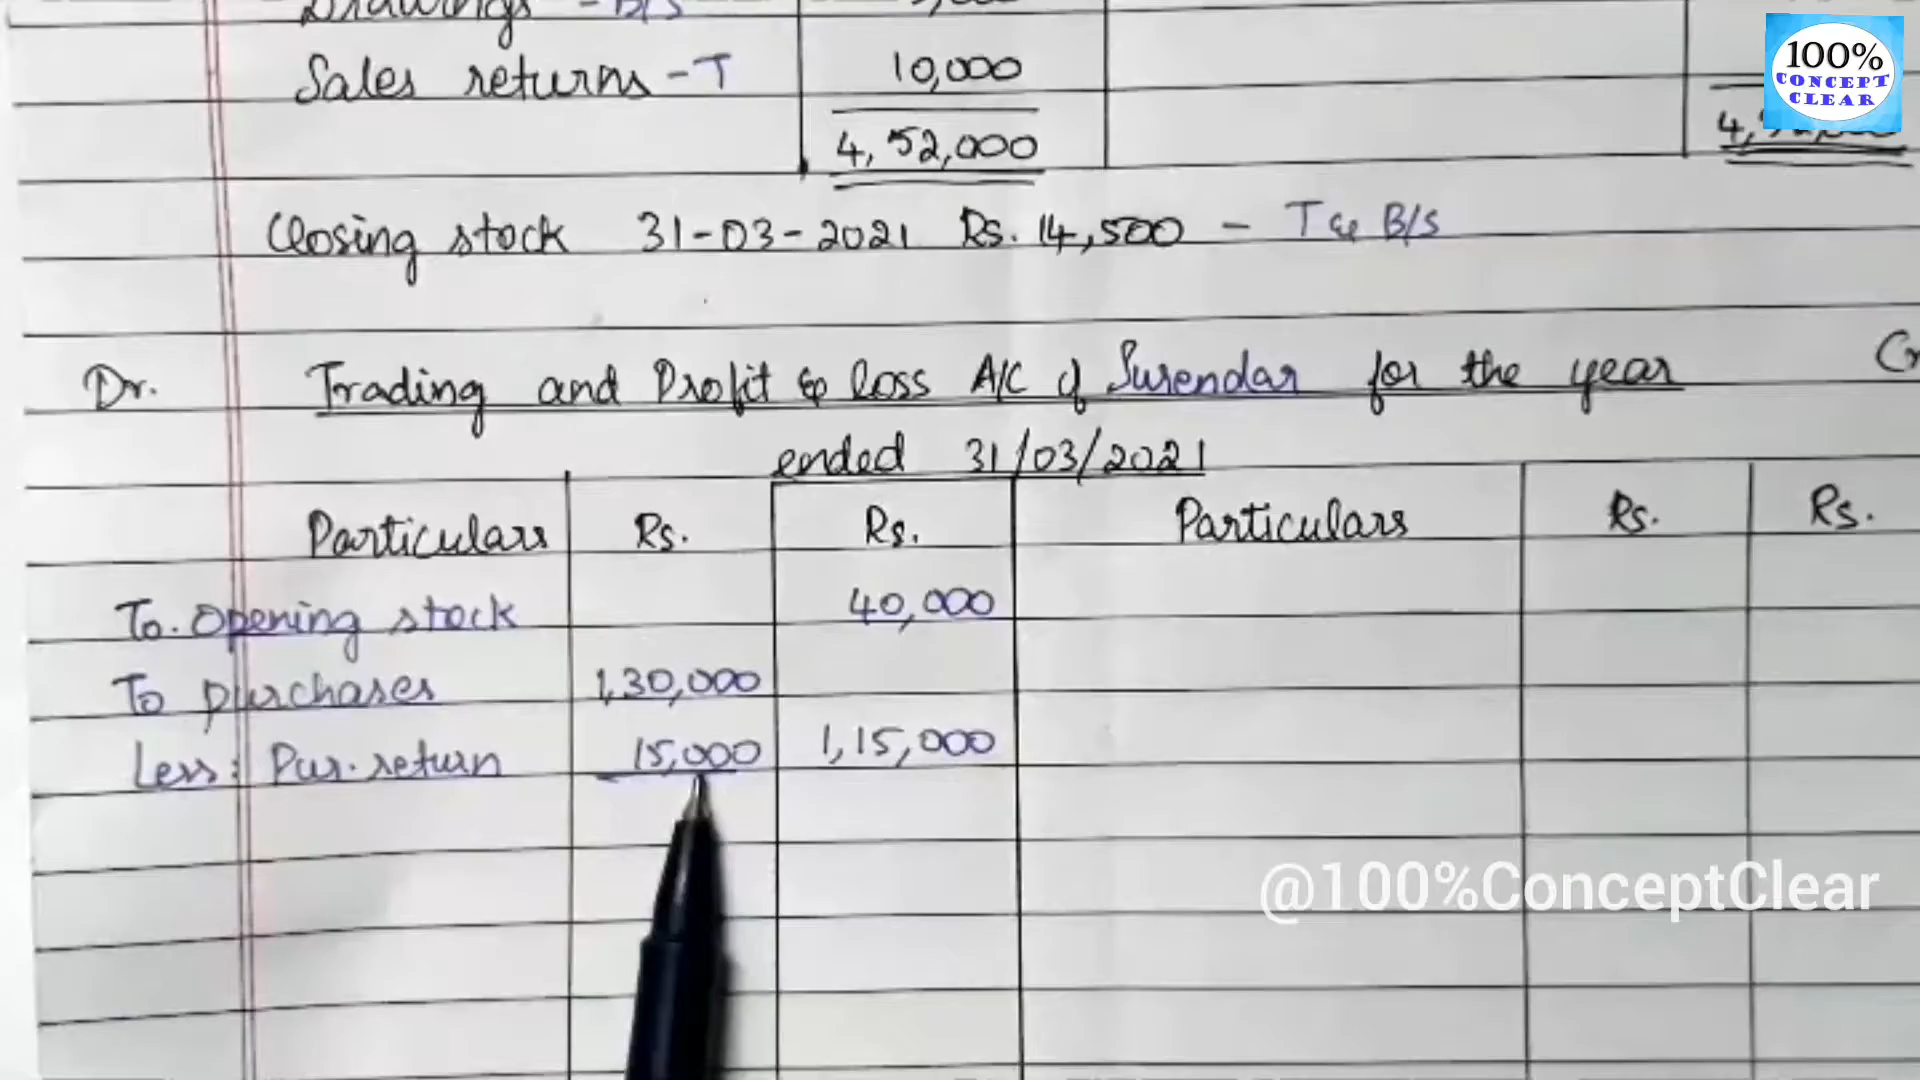 Drawings - B/S
Sales returns - T 10,000
4,52,000
100%
CONCEPT
CLEAR
Closing stock 31-03-2021 Rs. 14,500 - T & B/S
Dr. Trading and Profit & loss A/C of Surendar for the year Cr
ended 31/03/2021
Particulars Rs. Rs. Particulars Rs. Rs.
To. Opening stock 40,000
To purchases 1,30,000
Less: Pur. return 15,000 1,15,000
@100%ConceptClear